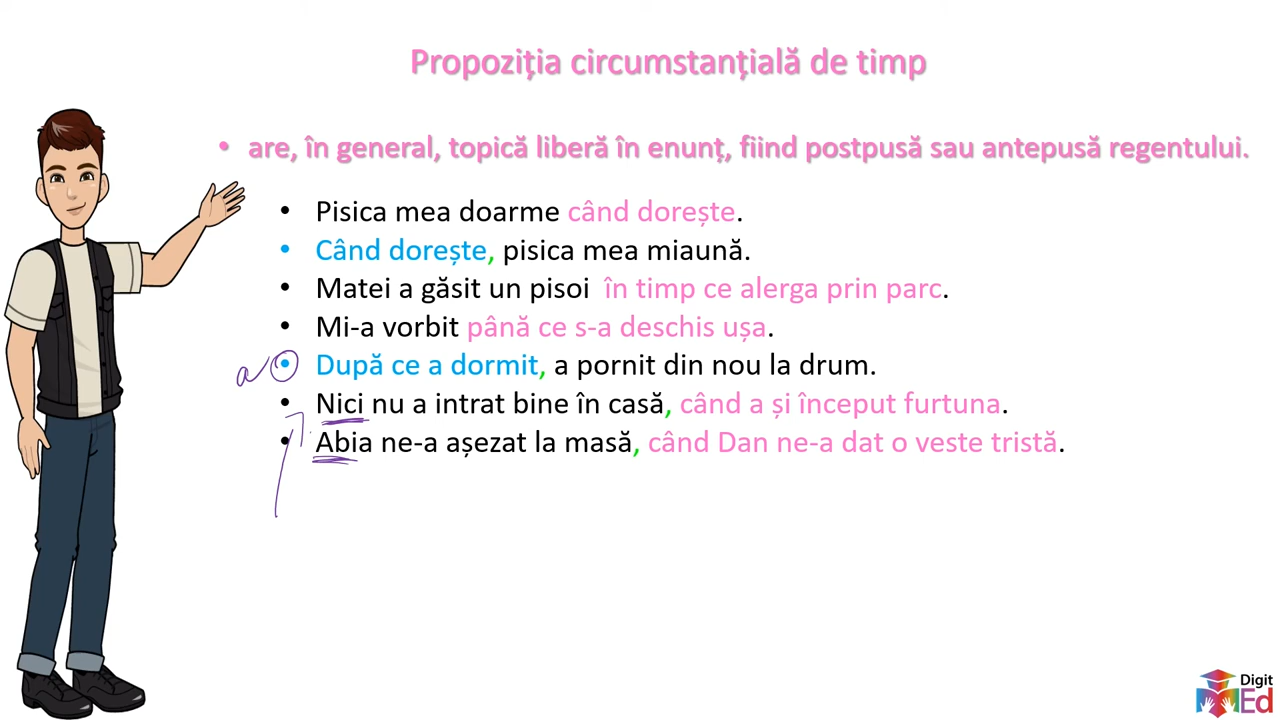 Propoziția circumstanțială de timp
• are, în general, topică liberă în enunț, fiind postpusă sau antepusă regentului.
• Pisica mea doarme când dorește.
• Când dorește, pisica mea miaună.
• Matei a găsit un pisoi în timp ce alerga prin parc.
• Mi-a vorbit până ce s-a deschis ușa.
a • După ce a dormit, a pornit din nou la drum.
• Nici nu a intrat bine în casă, când a și început furtuna.
• Abia ne-a așezat la masă, când Dan ne-a dat o veste tristă.
Digit
Ed